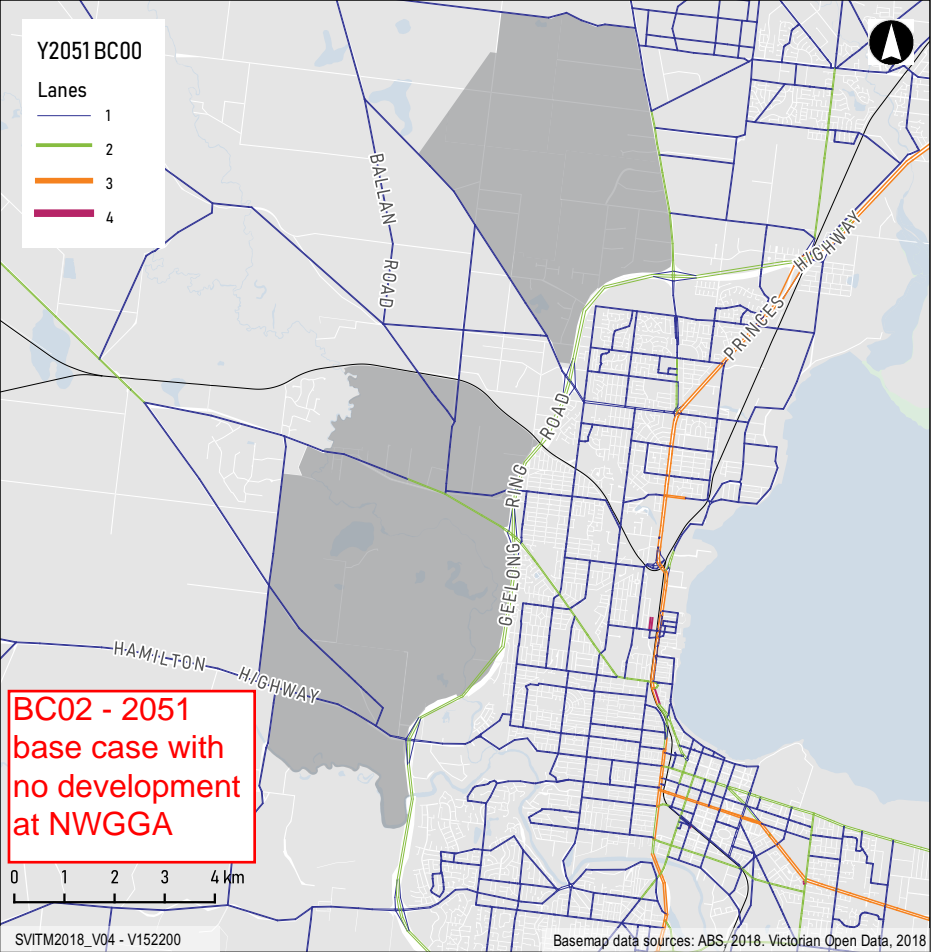 Y2051 BC00
Lanes
1
2
3
4
BALLAN ROAD
PRINCES HIGHWAY
GEELONG RING ROAD
HAMILTON HIGHWAY
BC02 - 2051
base case with
no development
at NWGGA
0 1 2 3 4 km
SVITM2018_V04 - V152200
Basemap data sources: ABS, 2018. Victorian Open Data, 2018